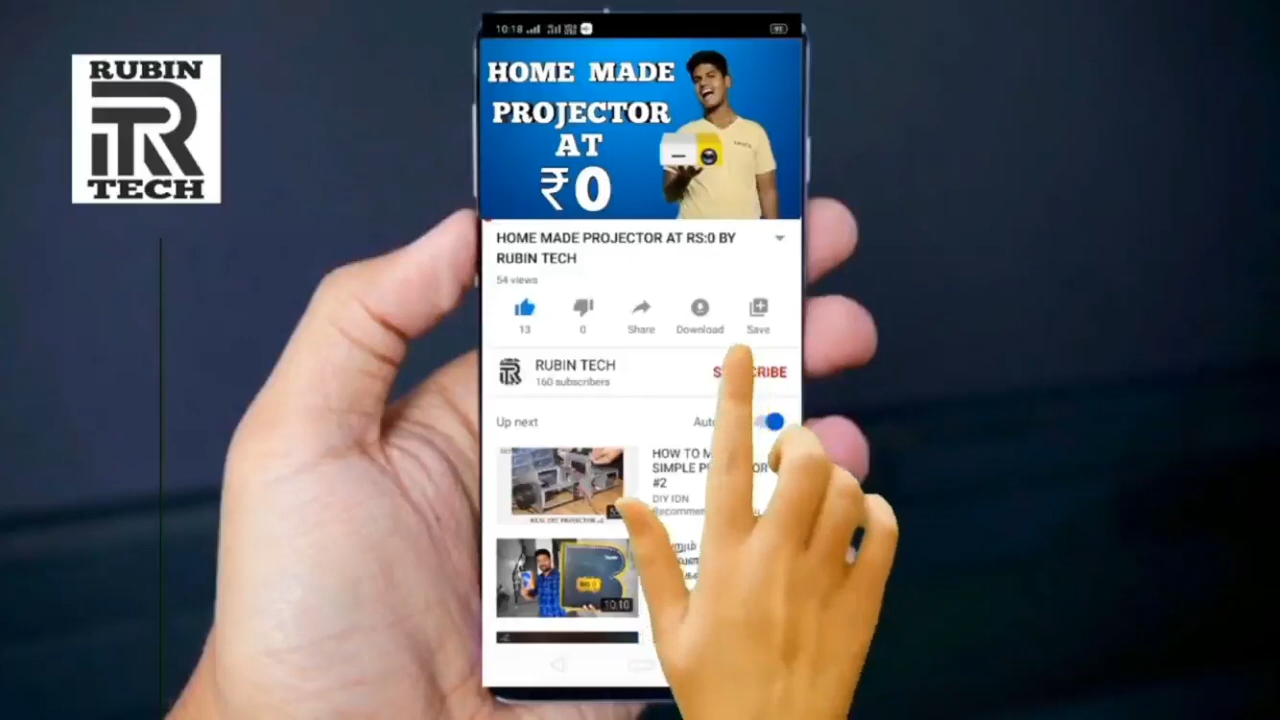 RUBIN
TR
TECH
10:18
HOME MADE
PROJECTOR
AT
₹0
HOME MADE PROJECTOR AT RS:0 BY
RUBIN TECH
54 views
13
0
Share
Download
Save
RUBIN TECH
160 subscribers
Up next
HOW TO
SIMPLE
#2
DIY IDN
10:10